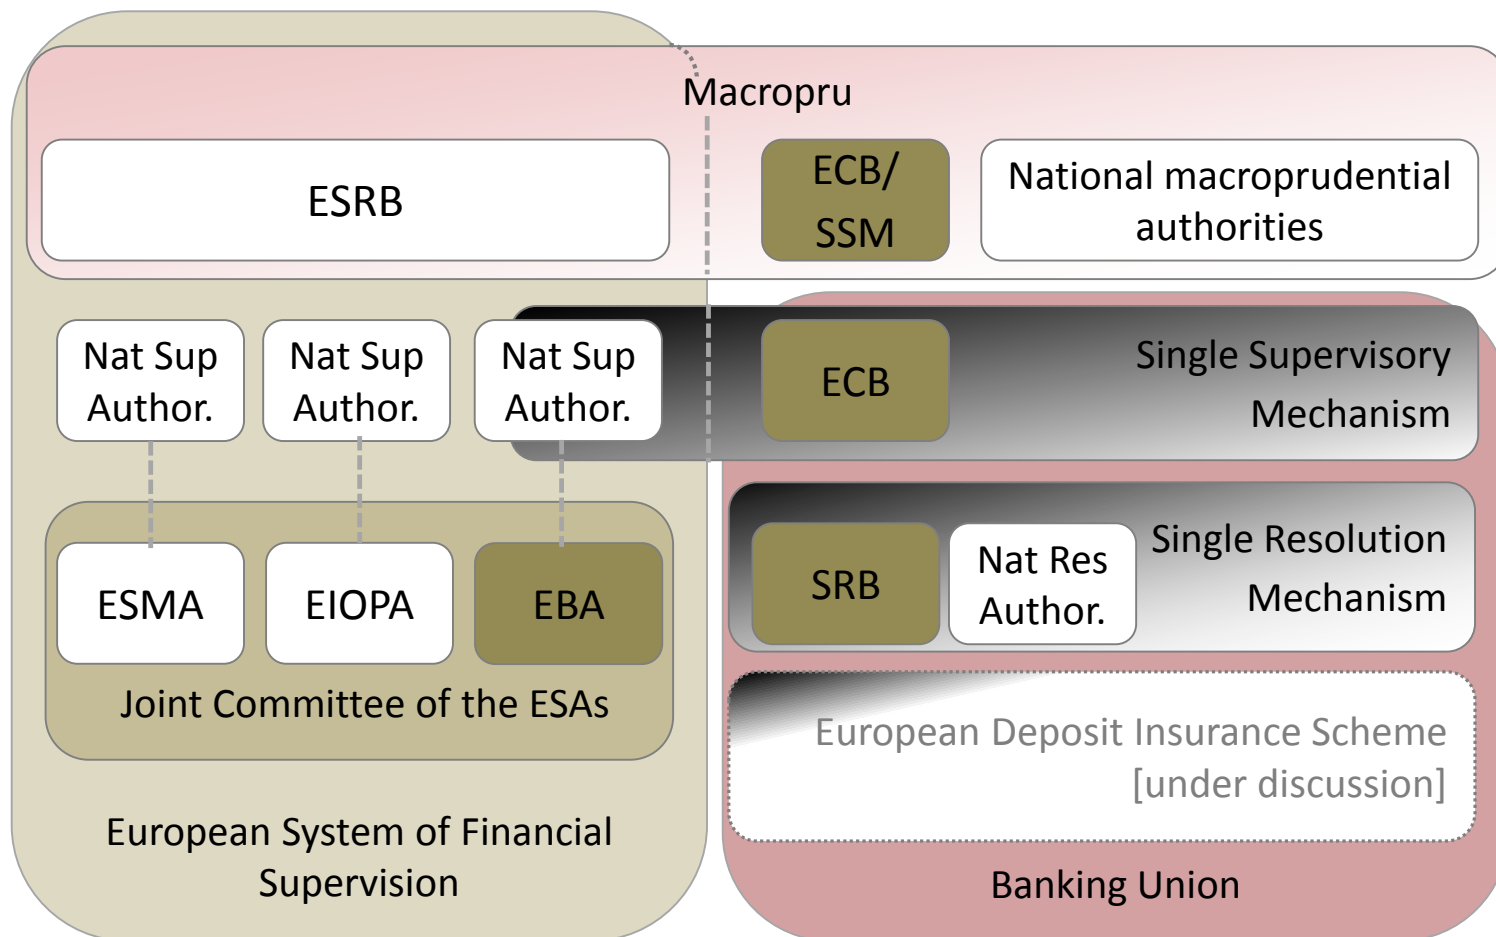 Macropru
ESRB
ECB/
SSM
National macroprudential
authorities
Nat Sup
Author.
Nat Sup
Author.
Nat Sup
Author.
ECB
Single Supervisory
Mechanism
ESMA
EIOPA
EBA
Joint Committee of the ESAs
SRB
Nat Res
Author.
Single Resolution
Mechanism
European Deposit Insurance Scheme
[under discussion]
European System of Financial
Supervision
Banking Union